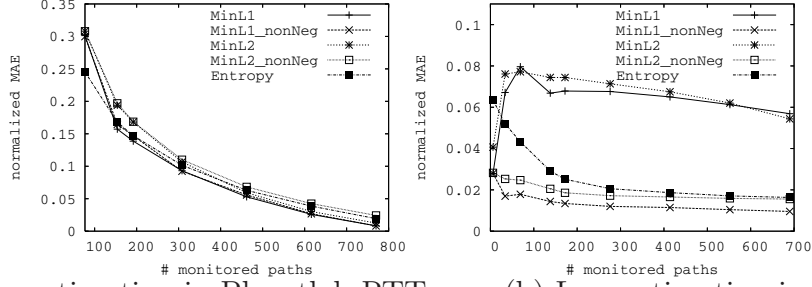 0.35
0.3
0.25
0.2
0.15
0.1
0.05
0
normalized MAE
MinL1
MinL1_nonNeg
MinL2
MinL2_nonNeg
Entropy
100 200 300 400 500 600 700 800
# monitored paths
0.1
0.08
0.06
0.04
0.02
0
normalized MAE
MinL1
MinL1_nonNeg
MinL2
MinL2_nonNeg
Entropy
0 100 200 300 400 500 600 700
# monitored paths